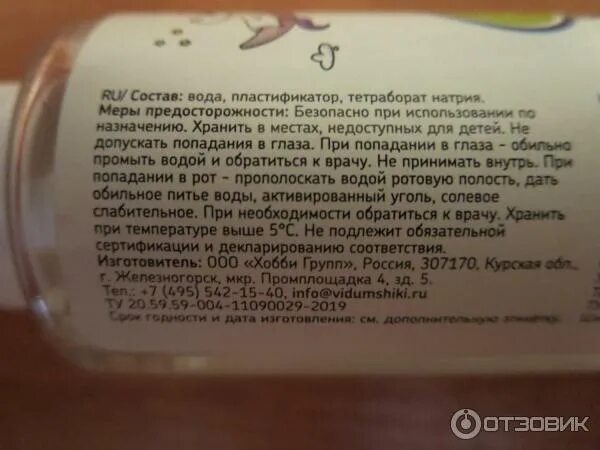 RU/ Состав: вода, пластификатор, тетраборат натрия.
Меры предосторожности: Безопасно при использовании по
назначению. Хранить в местах, недоступных для детей. Не
допускать попадания в глаза. При попадании в глаза - обильно
промыть водой и обратиться к врачу. Не принимать внутрь. При
попадании в рот - прополоскать водой ротовую полость, дать
обильное питье воды, активированный уголь, солевое
слабительное. При необходимости обратиться к врачу. Хранить
при температуре выше 5°С. Не подлежит обязательной
сертификации и декларированию соответствия.
Изготовитель: ООО «Хобби Групп», Россия, 307170, Курская обл.,
г. Железногорск, мкр. Промплощадка 4, зд. 5.
Тел.: +7 (495) 542-15-40, info@vidumshiki.ru
ТУ 20.59.59-004-11090029-2019
Срок годности и дата изготовления: см. дополнительную этикетку.
ОТЗОВИК